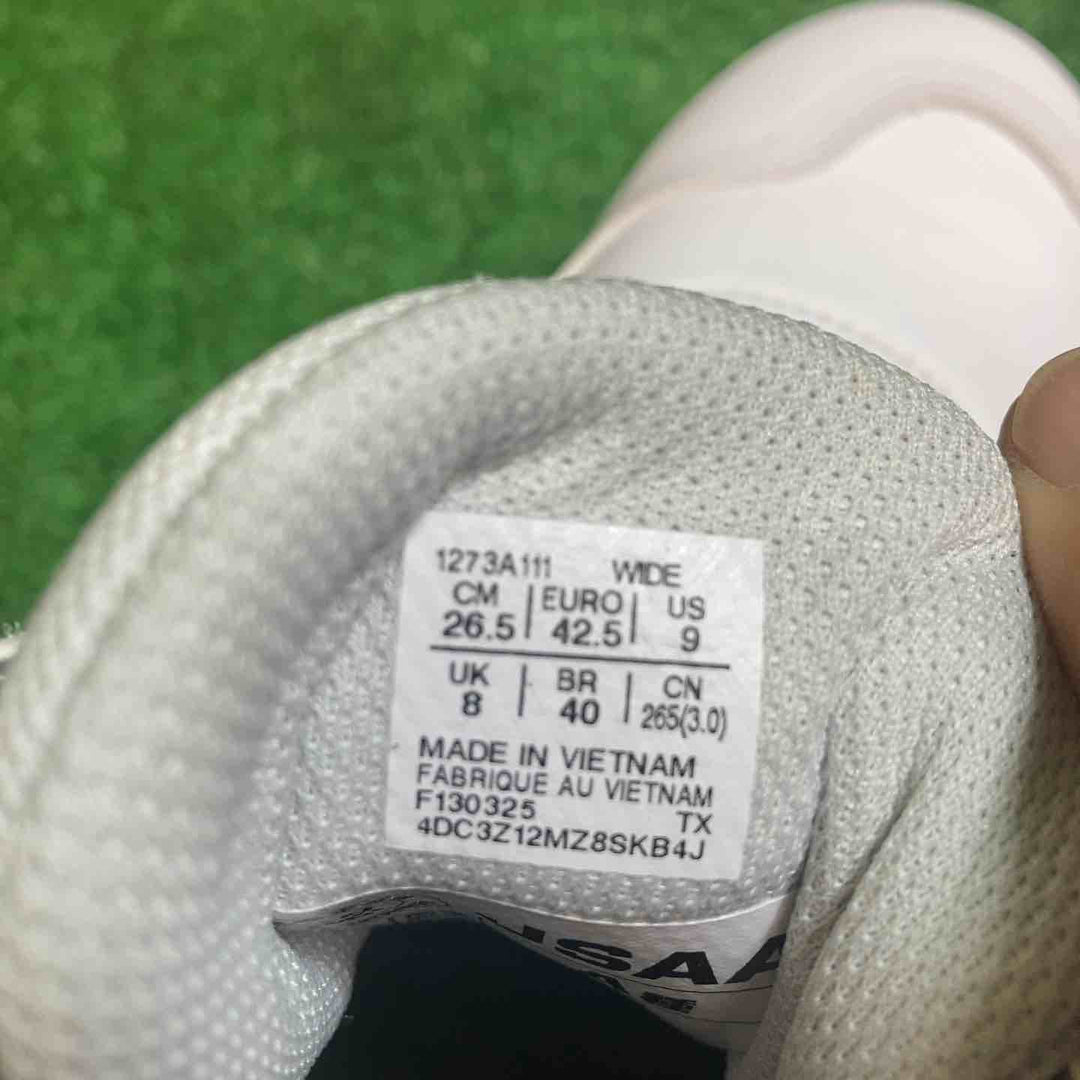 1273A111 WIDE
CM | EURO | US
26.5 | 42.5 | 9
UK | BR | CN
8 | 40 | 265(3.0)
MADE IN VIETNAM
FABRIQUE AU VIETNAM
F130325 TX
4DC3Z12MZ8SKB4J